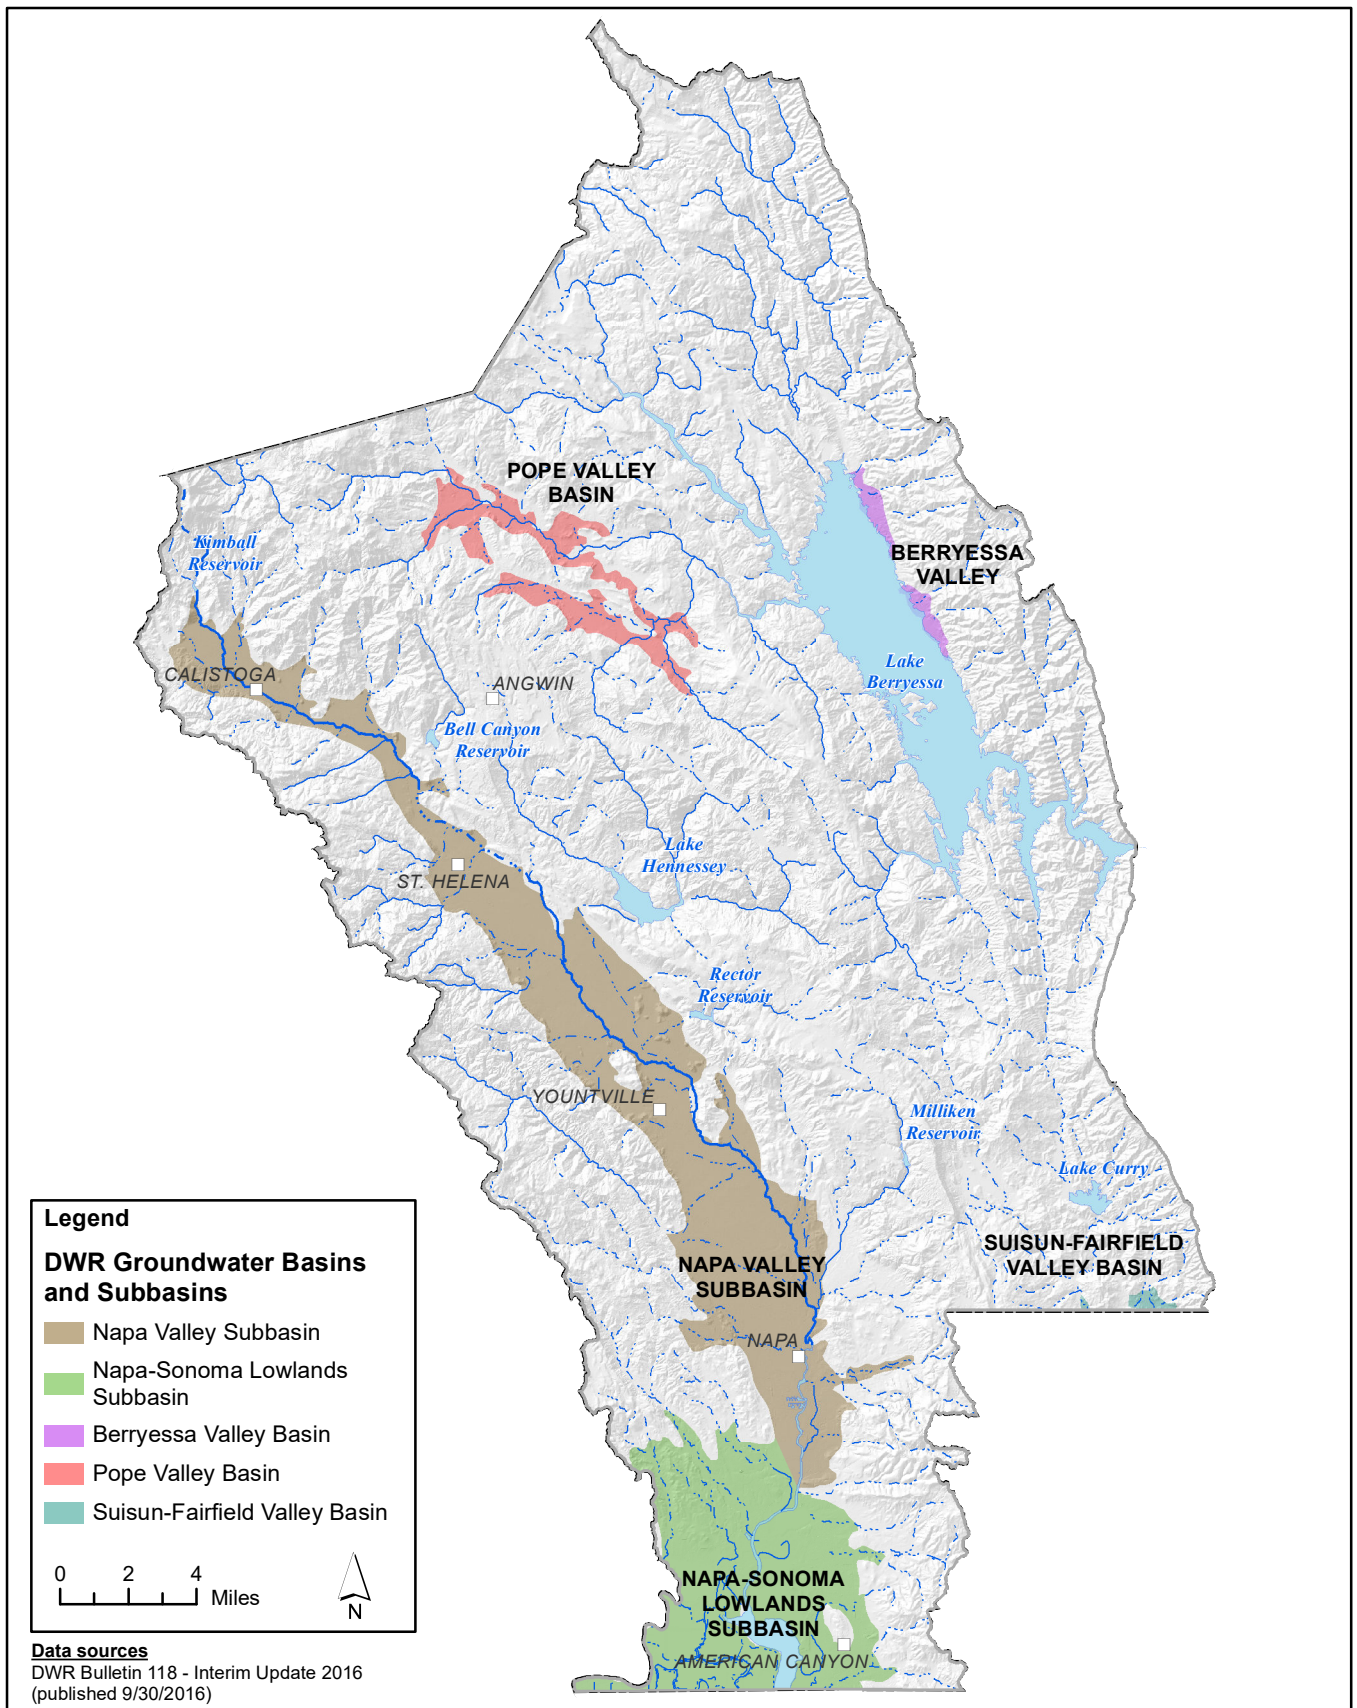 POPE VALLEY
BASIN
Kimball
Reservoir
BERRYESSA
VALLEY
Lake
Berryessa
CALISTOGA
ANGWIN
Bell Canyon
Reservoir
Lake
Hennessey
ST. HELENA
Rector
Reservoir
YOUNTVILLE
Milliken
Reservoir
Lake Curry
SUISUN-FAIRFIELD
VALLEY BASIN
NAPA VALLEY
SUBBASIN
NAPA
NAPA-SONOMA
LOWLANDS
SUBBASIN
AMERICAN CANYON
Legend
DWR Groundwater Basins
and Subbasins
Napa Valley Subbasin
Napa-Sonoma Lowlands
Subbasin
Berryessa Valley Basin
Pope Valley Basin
Suisun-Fairfield Valley Basin
0 2 4
Miles
N
Data sources
DWR Bulletin 118 - Interim Update 2016
(published 9/30/2016)